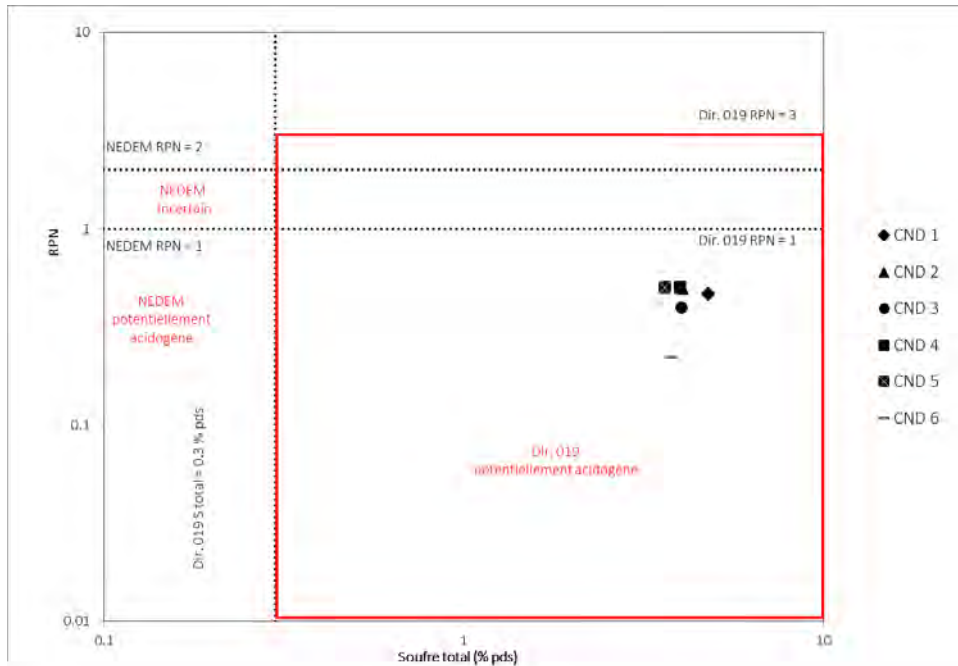 10
Dir. 019 RPN = 3
NEDEM RPN = 2
NEDEM
Incertain
1
NEDEM RPN = 1
Dir. 019 RPN = 1
RPN
CND 1
CND 2
CND 3
CND 4
CND 5
CND 6
NEDEM
potentiellement
acidogène
0.1
Dir. 019 S total = 0.3 % pds
Dir. 019
potentiellement acidogène
0.01
0.1
1
10
Soufre total (% pds)